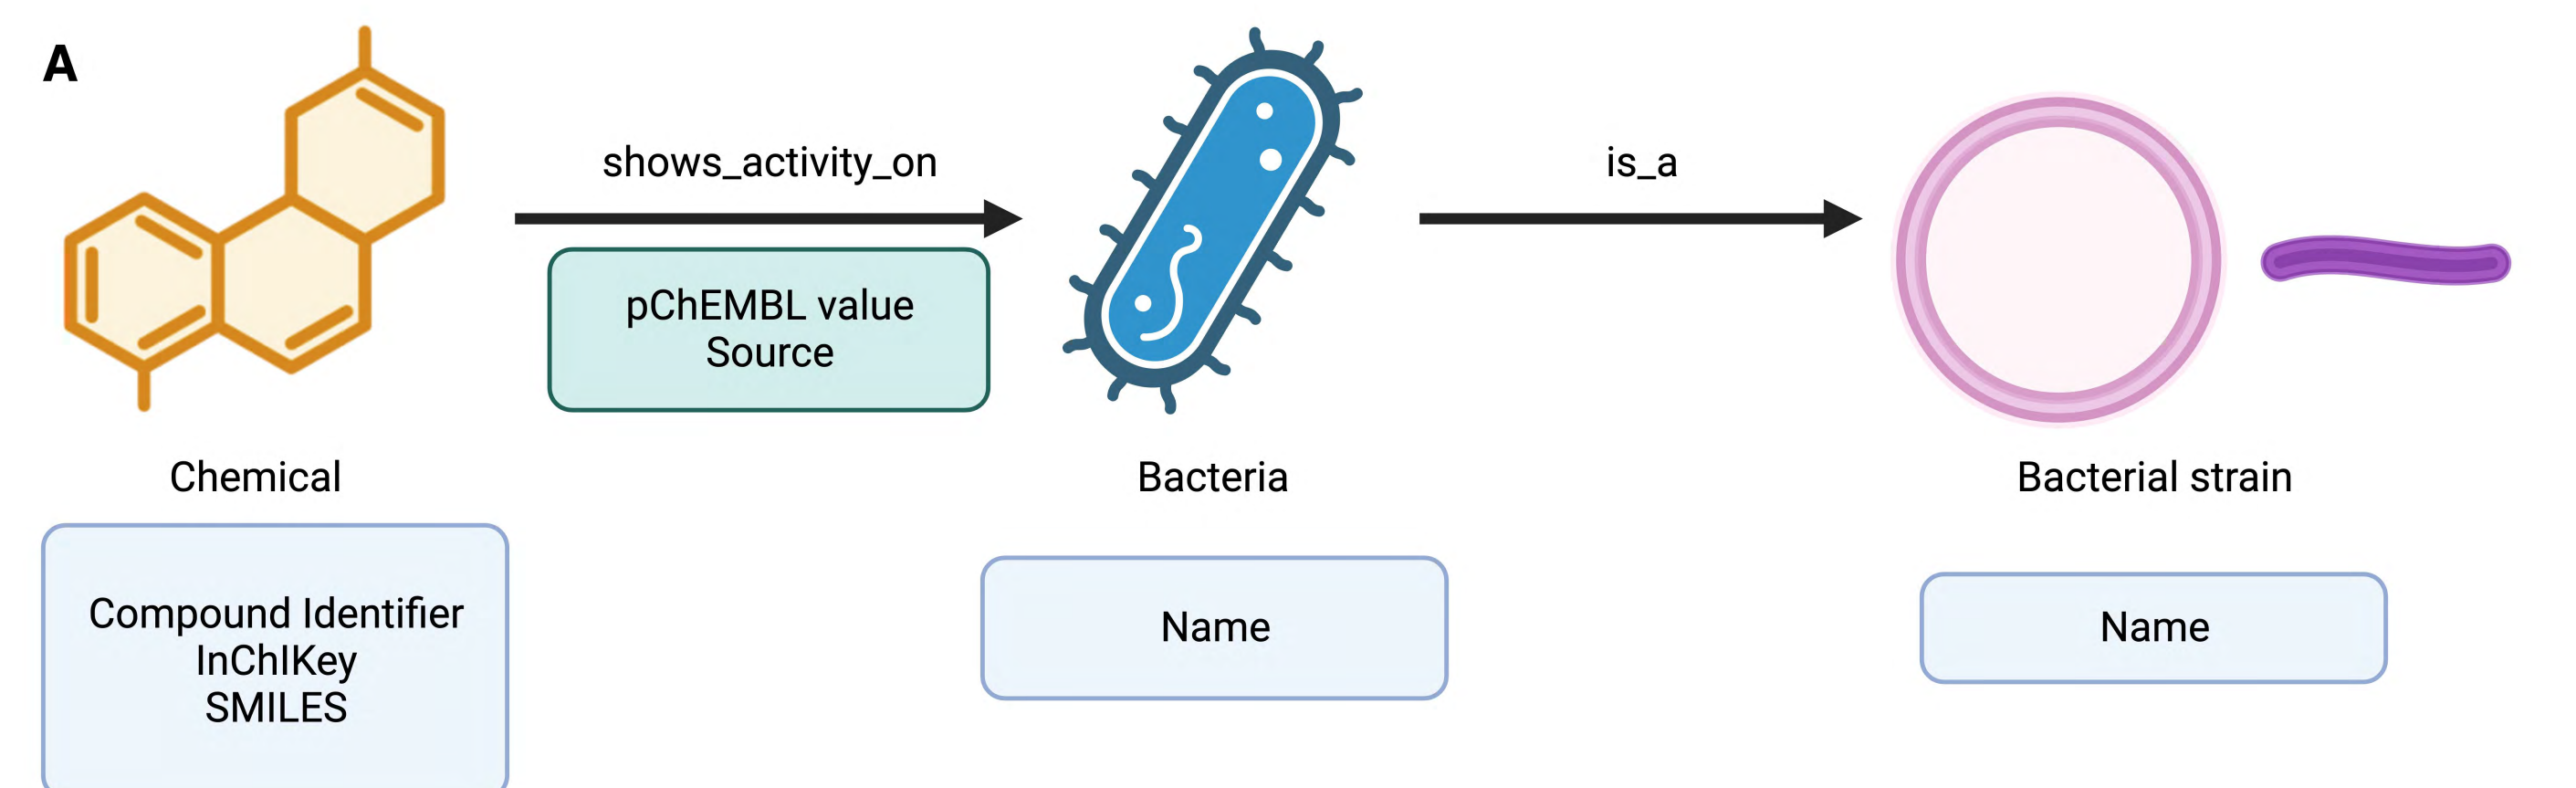 A
shows_activity_on
is_a
pChEMBL value
Source
Chemical
Bacteria
Bacterial strain
Compound Identifier
InChIKey
SMILES
Name
Name